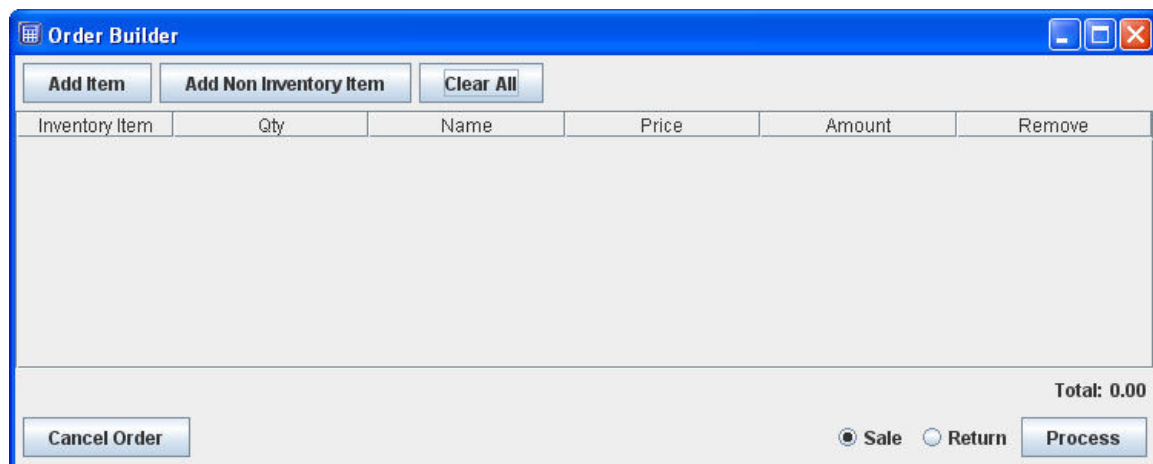 Order Builder
Add Item Add Non Inventory Item Clear All
Inventory Item Qty Name Price Amount Remove
Total: 0.00
Cancel Order Sale Return Process